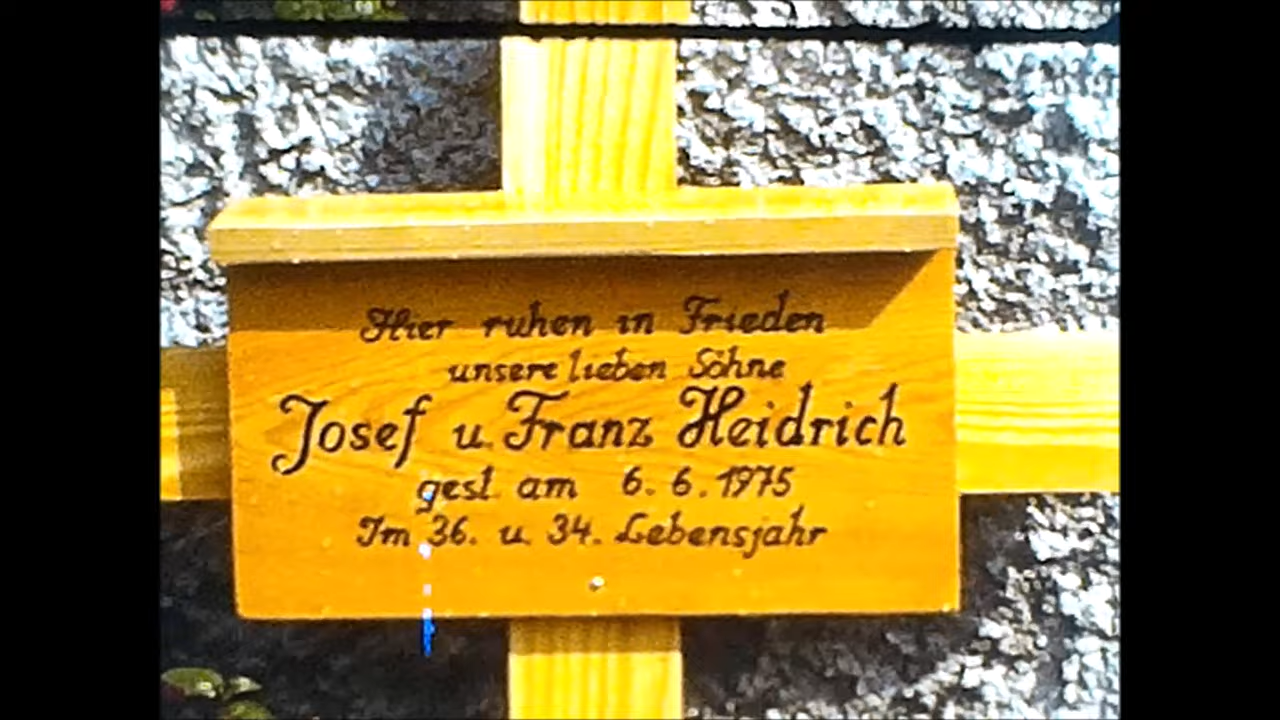 Hier ruhen in Frieden
unsere lieben Söhne
Josef u. Franz Heidrich
gest. am 6. 6. 1975
Im 36. u. 34. Lebensjahr